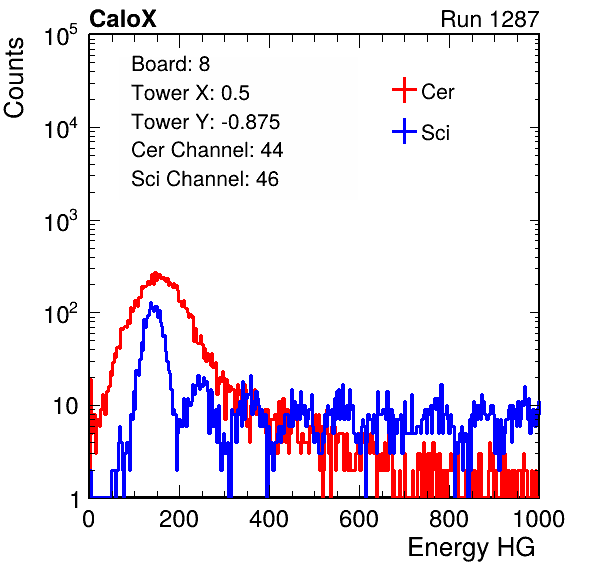 CaloX Run 1287
Counts
Board: 8
Tower X: 0.5
Tower Y: -0.875
Cer Channel: 44
Sci Channel: 46
Cer
Sci
10^5
10^4
10^3
10^2
10
1
0 200 400 600 800 1000
Energy HG